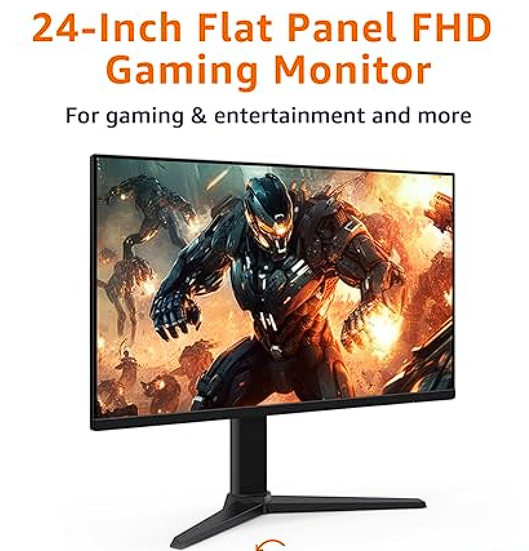 24-Inch Flat Panel FHD
Gaming Monitor
For gaming & entertainment and more